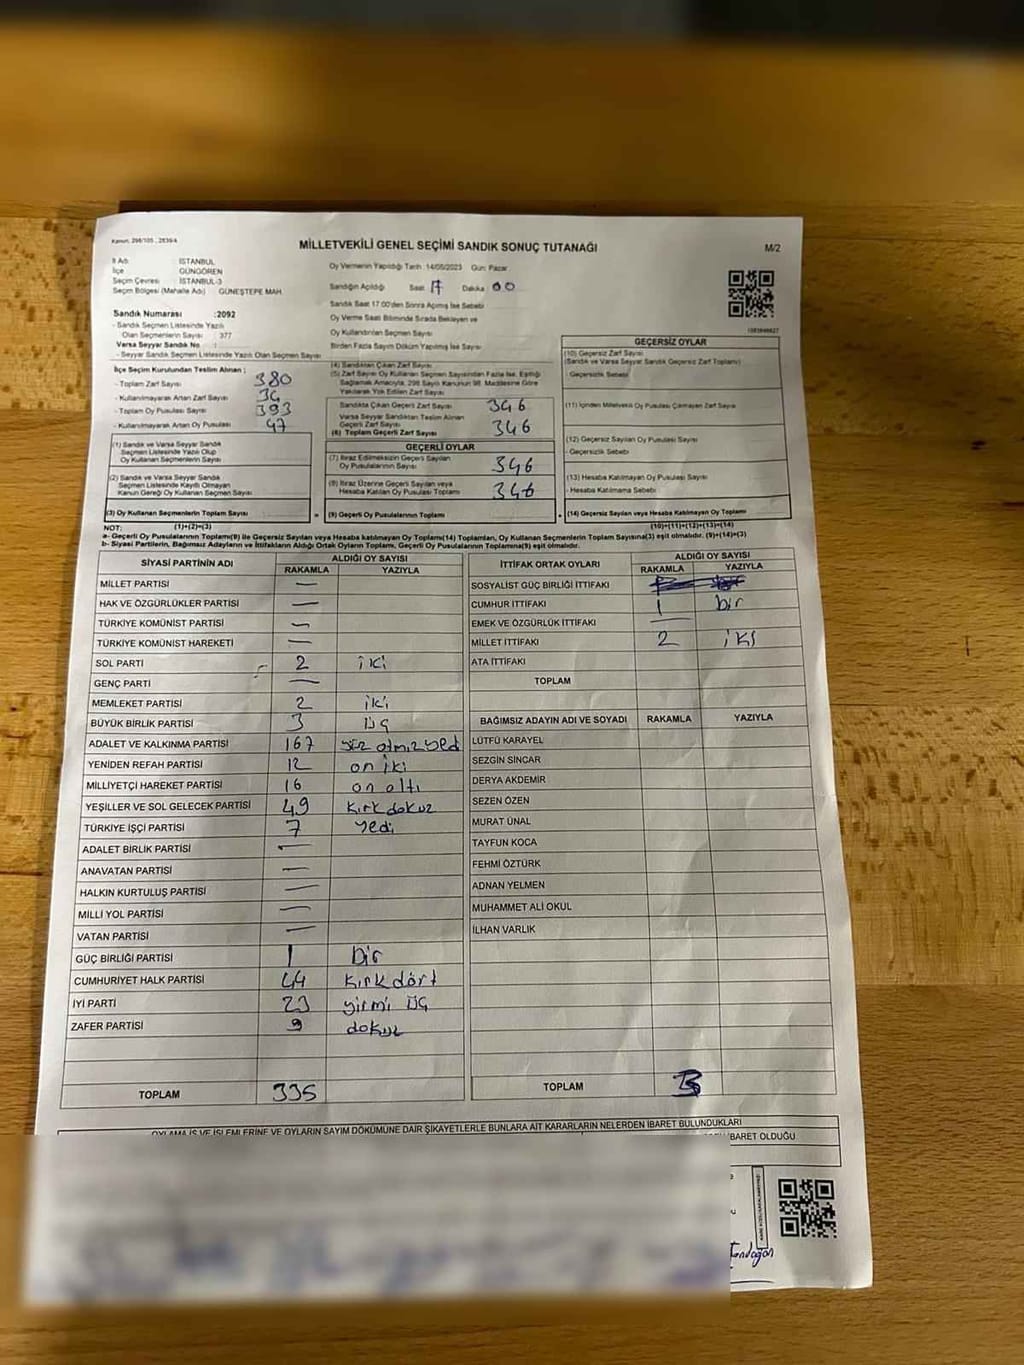 Kanun: 298/105, 2839/4
MİLLETVEKİLİ GENEL SEÇİMİ SANDIK SONUÇ TUTANAĞI
M/2
İl Adı : İSTANBUL
İlçe : GÜNGÖREN
Seçim Çevresi : İSTANBUL-3
Seçim Bölgesi (Mahalle Adı) : GÜNEŞTEPE MAH.
Sandık Numarası :2092
- Sandık Seçmen Listesinde Yazılı
Olan Seçmenlerin Sayısı : 377
Varsa Seyyar Sandık No :
- Seyyar Sandık Seçmen Listesinde Yazılı Olan Seçmen Sayısı
İlçe Seçim Kurulundan Teslim Alınan ;
- Toplam Zarf Sayısı 380
- Kullanılmayarak Artan Zarf Sayısı 34
- Toplam Oy Pusulası Sayısı 393
- Kullanılmayarak Artan Oy Pusulası 47
(1) Sandık ve Varsa Seyyar Sandık
Seçmen Listesinde Yazılı Olup
Oy Kullanan Seçmenlerin Sayısı
(2) Sandık ve Varsa Seyyar Sandık
Seçmen Listesinde Kayıtlı Olmayan
Kanun Gereği Oy Kullanan Seçmen Sayısı
(3) Oy Kullanan Seçmenlerin Toplam Sayısı
(1)+(2)=(3)
Oy Vermenin Yapıldığı Tarih :14/05/2023 Gün: Pazar
Sandığın Açıldığı Saat 17 Dakika 00
Sandık Saat 17.00'den Sonra Açılmış İse Sebebi
Oy Verme Saati Bitiminde Sırada Bekleyen ve
Oy Kullandırılan Seçmen Sayısı
Birden Fazla Sayım Döküm Yapılmış İse Sayısı
(4) Sandıktan Çıkan Zarf Sayısı
(5) Zarf Sayısı Oy Kullanan Seçmen Sayısından Fazla İse, Eşitliği
Sağlamak Amacıyla, 298 Sayılı Kanunun 98. Maddesine Göre
Yakılarak Yok Edilen Zarf Sayısı
Sandıkta Çıkan Geçerli Zarf Sayısı 346
Varsa Seyyar Sandıktan Teslim Alınan
Geçerli Zarf Sayısı
(6) Toplam Geçerli Zarf Sayısı 346
GEÇERLİ OYLAR
(7) İtiraz Edilmeksizin Geçerli Sayılan
Oy Pusulalarının Sayısı 346
(8) İtiraz Üzerine Geçerli Sayılan veya
Hesaba Katılan Oy Pusulası Toplamı 346
= (9) Geçerli Oy Pusulalarının Toplamı
GEÇERSİZ OYLAR
(10) Geçersiz Zarf Sayısı
(Sandık ve Varsa Seyyar Sandık Geçersiz Zarf Toplamı)
- Geçersizlik Sebebi
(11) İçinden Milletvekili Oy Pusulası Çıkmayan Zarf Sayısı
(12) Geçersiz Sayılan Oy Pusulası Sayısı
- Geçersizlik Sebebi
(13) Hesaba Katılmayan Oy Pusulası Sayısı
- Hesaba Katılmama Sebebi
+ (14) Geçersiz Sayılan veya Hesaba Katılmayan Oy Toplamı
(10)+(11)+(12)+(13)=(14)
NOT:
a- Geçerli Oy Pusulalarının Toplamı(9) ile Geçersiz Sayılan veya Hesaba katılmayan Oy Toplamı(14) Toplamları, Oy Kullanan Seçmenlerin Toplam Sayısına(3) eşit olmalıdır. (9)+(14)=(3)
b- Siyasi Partilerin, Bağımsız Adayların ve İttifakların Aldığı Ortak Oyların Toplamı, Geçerli Oy Pusulalarının Toplamına(9) eşit olmalıdır.
SİYASİ PARTİNİN ADI ALDIĞI OY SAYISI
RAKAMLA YAZIYLA
MİLLET PARTİSI —
HAK VE ÖZGÜRLÜKLER PARTİSİ —
TÜRKİYE KOMÜNİST PARTİSİ —
TÜRKİYE KOMÜNİST HAREKETİ —
SOL PARTİ 2 iki
GENÇ PARTİ —
MEMLEKET PARTİSİ 2 iki
BÜYÜK BİRLİK PARTİSİ 3 üç
ADALET VE KALKINMA PARTİSİ 167 yüz atmiz yed
YENİDEN REFAH PARTİSİ 12 on iki
MİLLİYETÇİ HAREKET PARTİSİ 16 on altı
YEŞİLLER VE SOL GELECEK PARTİSİ 49 kırk dokuz
TÜRKİYE İŞÇİ PARTİSİ 7 yedi
ADALET BİRLİK PARTİSİ —
ANAVATAN PARTİSİ —
HALKIN KURTULUŞ PARTİSİ —
MİLLİ YOL PARTİSİ —
VATAN PARTİSİ —
GÜÇ BİRLİĞİ PARTİSİ 1 bir
CUMHURİYET HALK PARTİSİ 44 kırk dört
İYİ PARTİ 23 yirmi üç
ZAFER PARTİSİ 9 dokuz
TOPLAM 335
İTTİFAK ORTAK OYLARI ALDIĞI OY SAYISI
RAKAMLA YAZIYLA
SOSYALİST GÜÇ BİRLİĞİ İTTİFAKI
CUMHUR İTTİFAKI 1 bir
EMEK VE ÖZGÜRLÜK İTTİFAKI —
MİLLET İTTİFAKI 2 iki
ATA İTTİFAKI
TOPLAM
BAĞIMSIZ ADAYIN ADI VE SOYADI RAKAMLA YAZIYLA
LÜTFÜ KARAYEL
SEZGİN SİNCAR
DERYA AKDEMİR
SEZEN ÖZEN
MURAT ÜNAL
TAYFUN KOCA
FEHMİ ÖZTÜRK
ADNAN YELMEN
MUHAMMET ALİ OKUL
İLHAN VARLIK
TOPLAM
OYLAMA İŞ VE İŞLEMLERİNE VE OYLARIN SAYIM DÖKÜMÜNE DAİR ŞİKAYETLERLE BUNLARA AİT KARARLARIN NELERDEN İBARET BULUNDUKLARI
BARET OLDUĞU